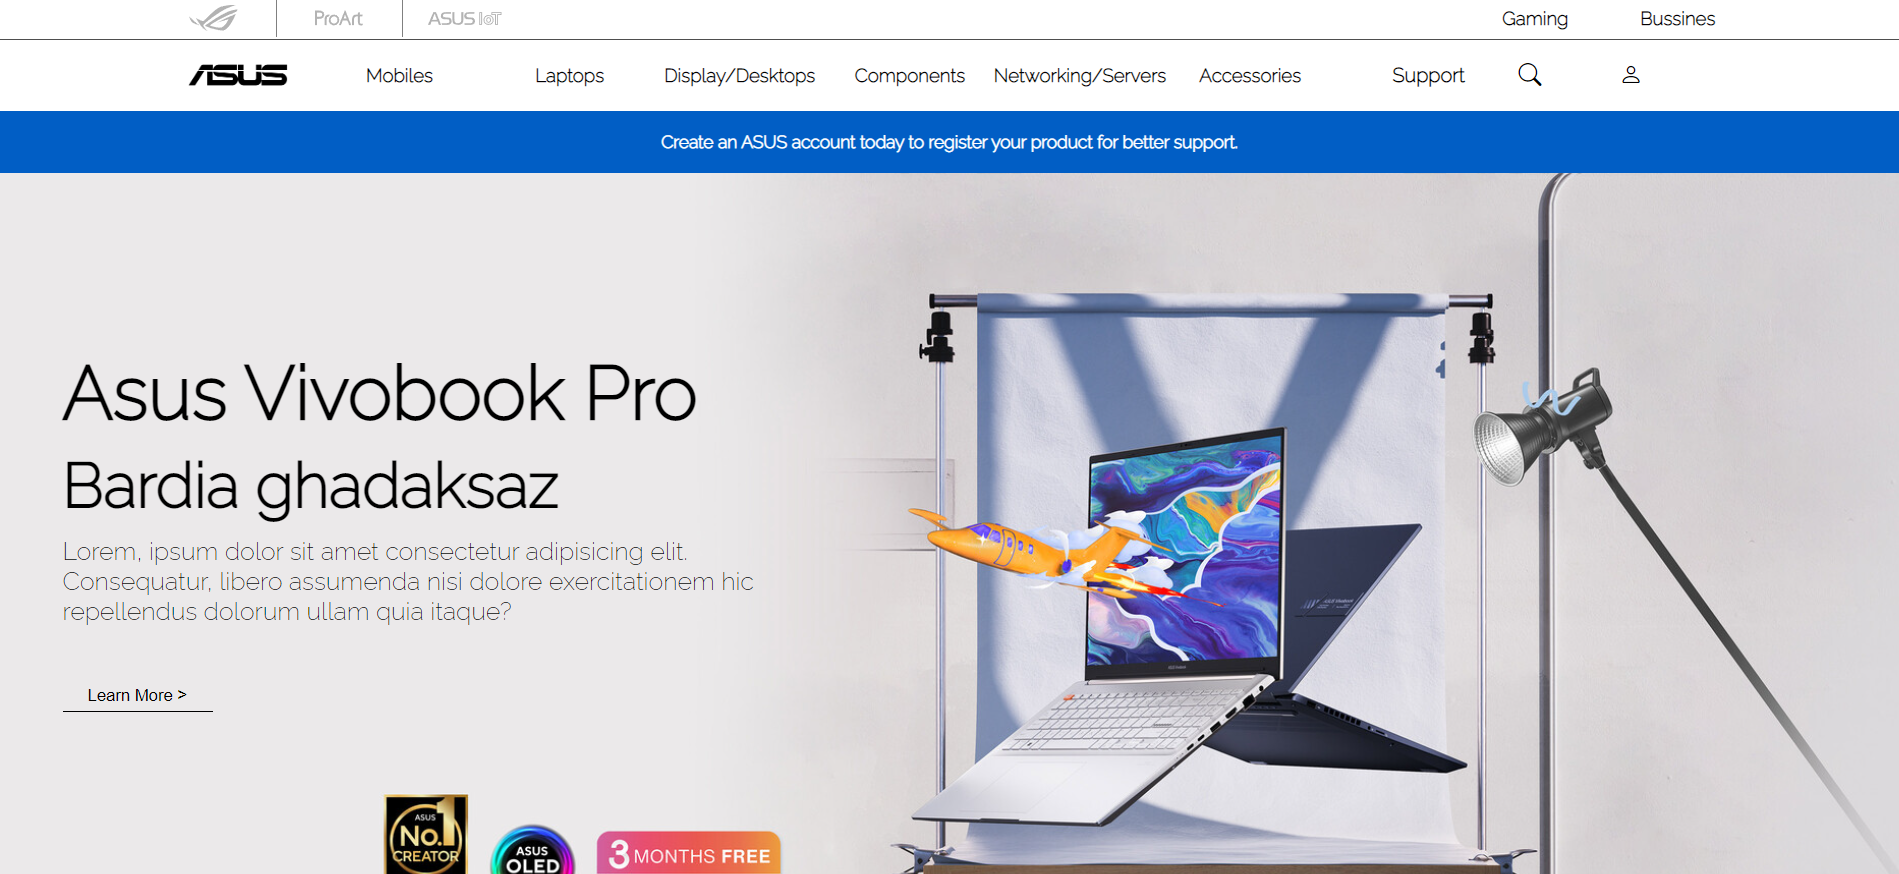 ProArt
ASUS IoT
Gaming
Bussines
ASUS
Mobiles
Laptops
Display/Desktops
Components
Networking/Servers
Accessories
Support
Create an ASUS account today to register your product for better support.
Asus Vivobook Pro
Bardia ghadaksaz
Lorem, ipsum dolor sit amet consectetur adipisicing elit.
Consequatur, libero assumenda nisi dolore exercitationem hic
repellendus dolorum ullam quia itaque?
Learn More >
ASUS
No.1
CREATOR
ASUS
OLED
3 MONTHS FREE